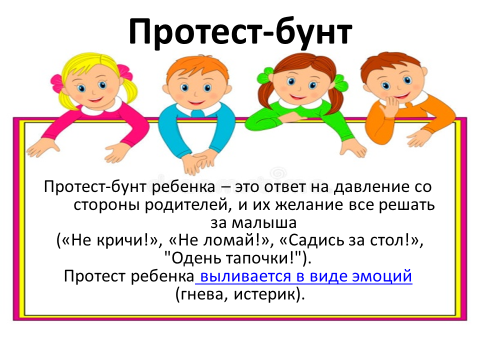 Протест-бунт
Протест-бунт ребенка – это ответ на давление со
стороны родителей, и их желание все решать
за малыша
(«Не кричи!», «Не ломай!», «Садись за стол!»,
"Одень тапочки!").
Протест ребенка выливается в виде эмоций
(гнева, истерик).